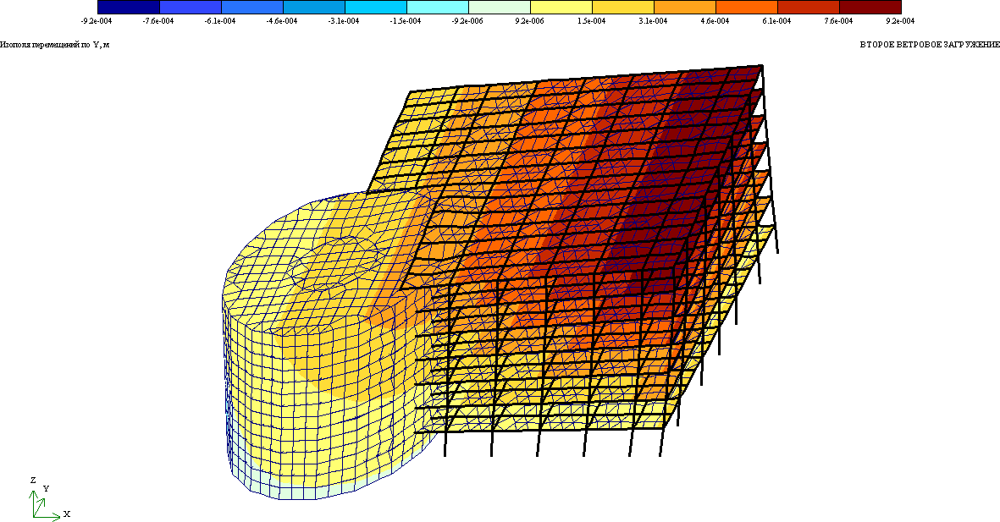 -9.2e-004 -7.6e-004 -6.1e-004 -4.6e-004 -3.1e-004 -1.5e-004 -9.2e-006 9.2e-006 1.5e-004 3.1e-004 4.6e-004 6.1e-004 7.6e-004 9.2e-004
Изополя перемещений по Y, м ВТОРОЕ ВЕТРОВОЕ ЗАГРУЖЕНИЕ
Z
Y
X